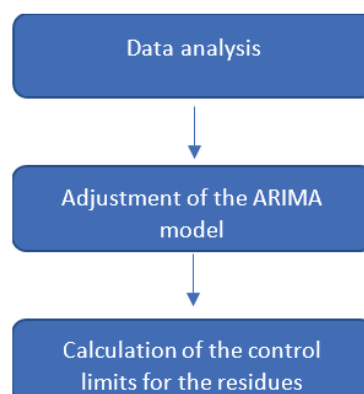 Data analysis
Adjustment of the ARIMA
model
Calculation of the control
limits for the residues